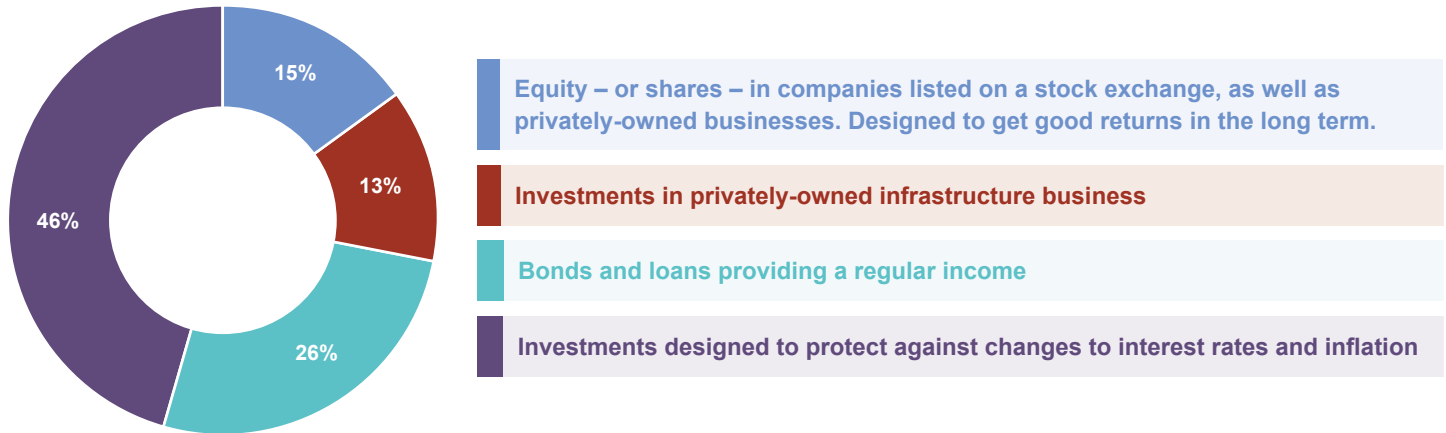 15%
13%
26%
46%
Equity – or shares – in companies listed on a stock exchange, as well as
privately-owned businesses. Designed to get good returns in the long term.
Investments in privately-owned infrastructure business
Bonds and loans providing a regular income
Investments designed to protect against changes to interest rates and inflation